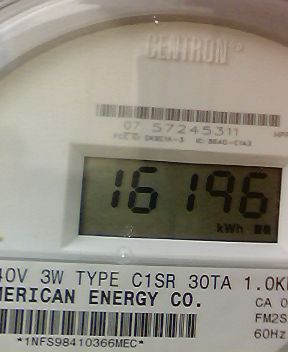 CENTRON®
07 57245311
16196
kWh
40V 3W TYPE C1SR 30TA 1.0K
MERICAN ENERGY CO.
CA 0
FM2S
60Hz
*1NFS98410366MEC*